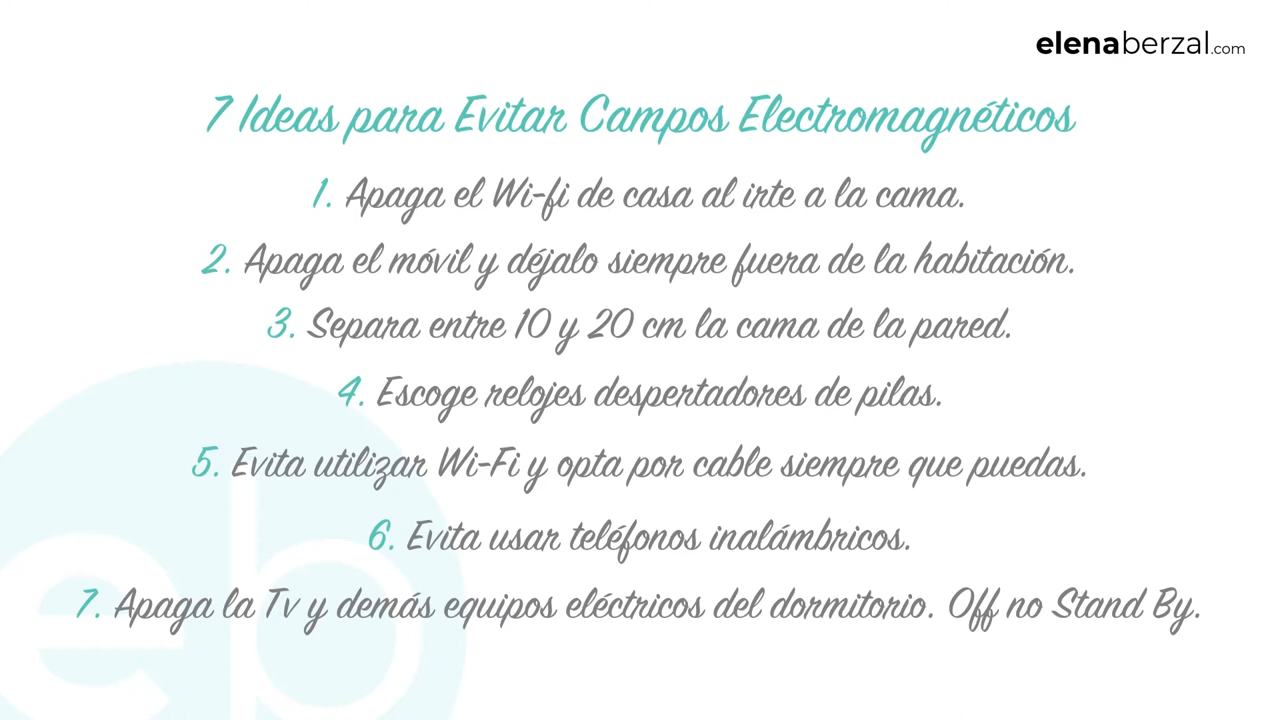 elenaberzal.com
7 Ideas para Evitar Campos Electromagnéticos
1. Apaga el Wi-fi de casa al irte a la cama.
2. Apaga el móvil y déjalo siempre fuera de la habitación.
3. Separa entre 10 y 20 cm la cama de la pared.
4. Escoge relojes despertadores de pilas.
5. Evita utilizar Wi-Fi y opta por cable siempre que puedas.
6. Evita usar teléfonos inalámbricos.
7. Apaga la Tv y demás equipos eléctricos del dormitorio. Off no Stand By.
eb